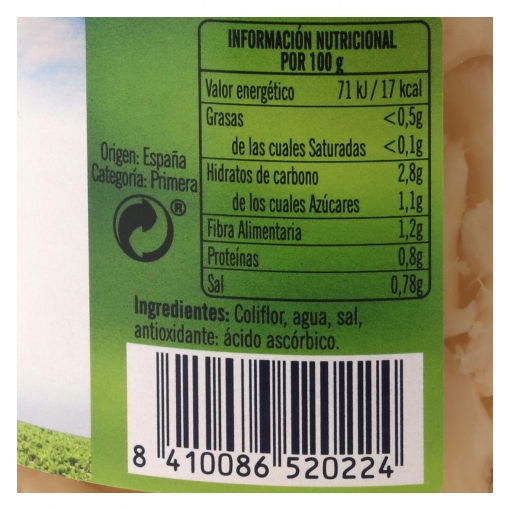 INFORMACIÓN NUTRICIONAL
POR 100 g
Valor energético 71 kJ / 17 kcal
Grasas <0,5g
de las cuales Saturadas <0,1g
Hidratos de carbono 2,8g
de los cuales Azúcares 1,1g
Fibra Alimentaria 1,2g
Proteínas 0,8g
Sal 0,78g
Origen: España
Categoría: Primera
®
Ingredientes: Coliflor, agua, sal,
antioxidante: ácido ascórbico.
8 410086 520224